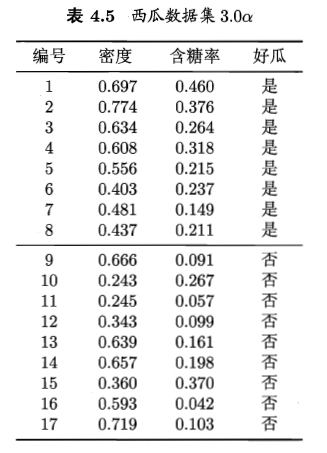 表 4.5 西瓜数据集 3.0α
编号 密度 含糖率 好瓜
1 0.697 0.460 是
2 0.774 0.376 是
3 0.634 0.264 是
4 0.608 0.318 是
5 0.556 0.215 是
6 0.403 0.237 是
7 0.481 0.149 是
8 0.437 0.211 是
9 0.666 0.091 否
10 0.243 0.267 否
11 0.245 0.057 否
12 0.343 0.099 否
13 0.639 0.161 否
14 0.657 0.198 否
15 0.360 0.370 否
16 0.593 0.042 否
17 0.719 0.103 否